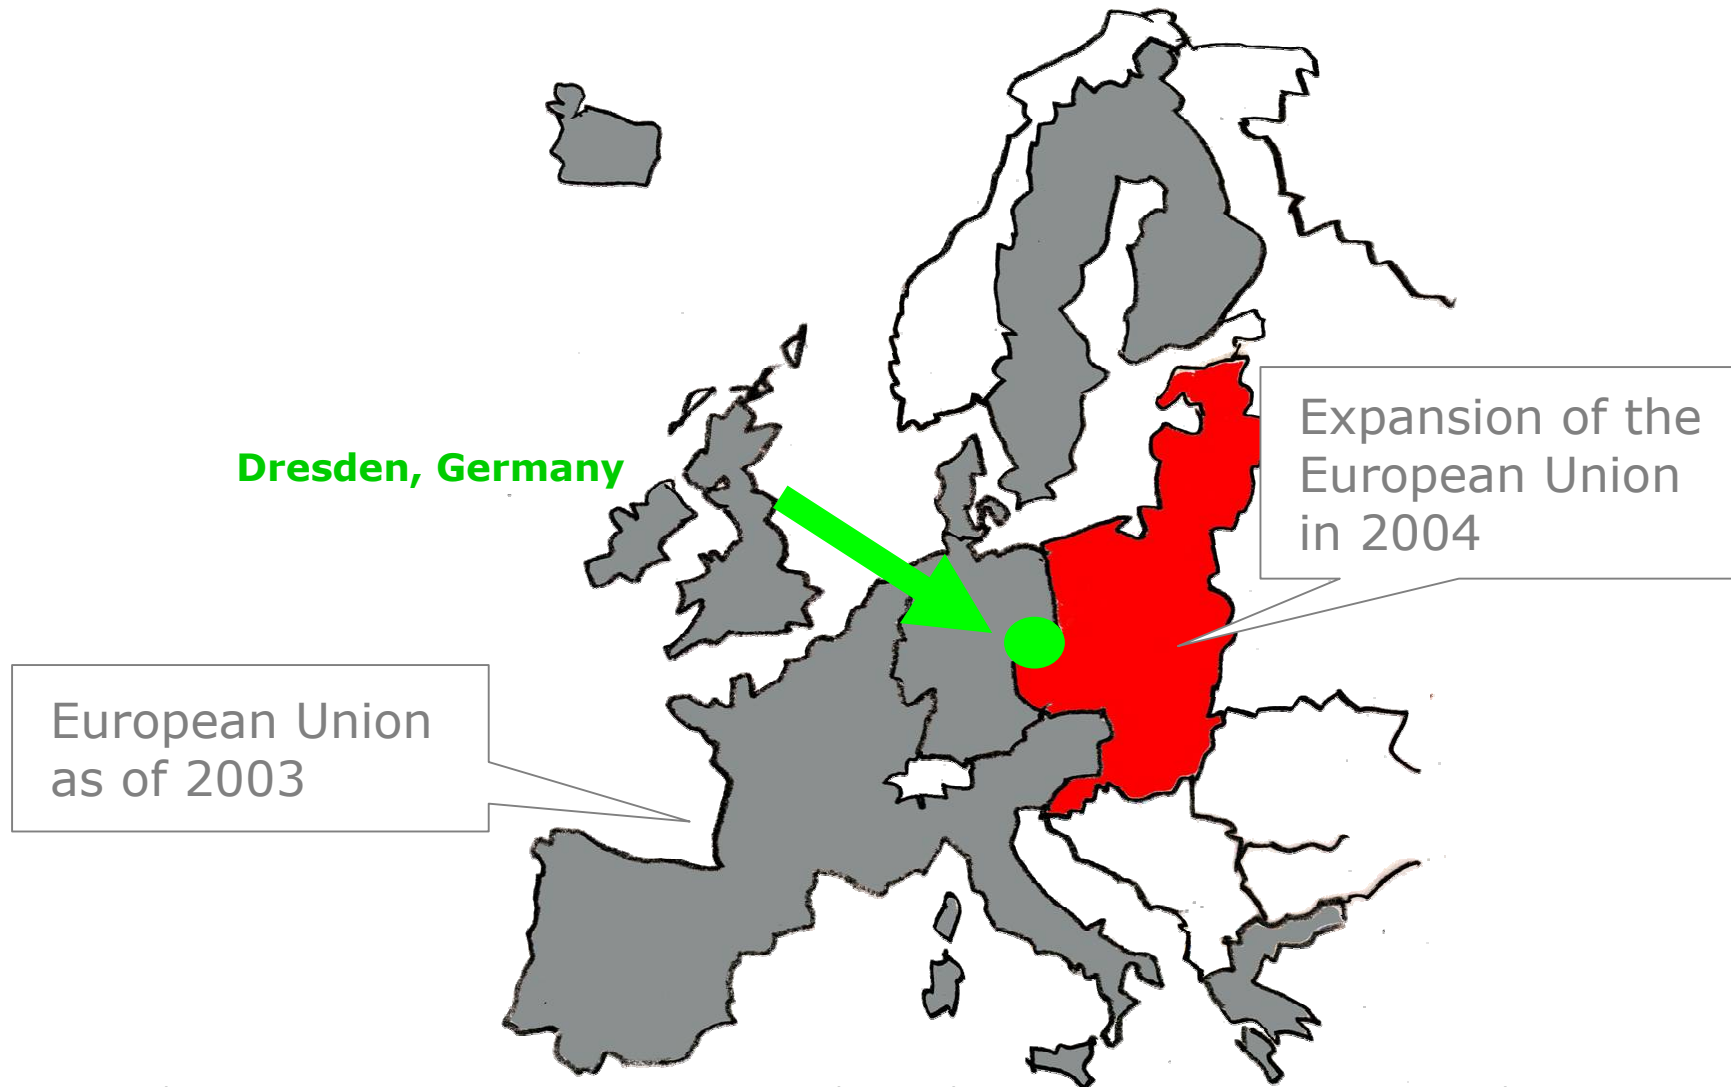 Dresden, Germany
Expansion of the
European Union
in 2004
European Union
as of 2003